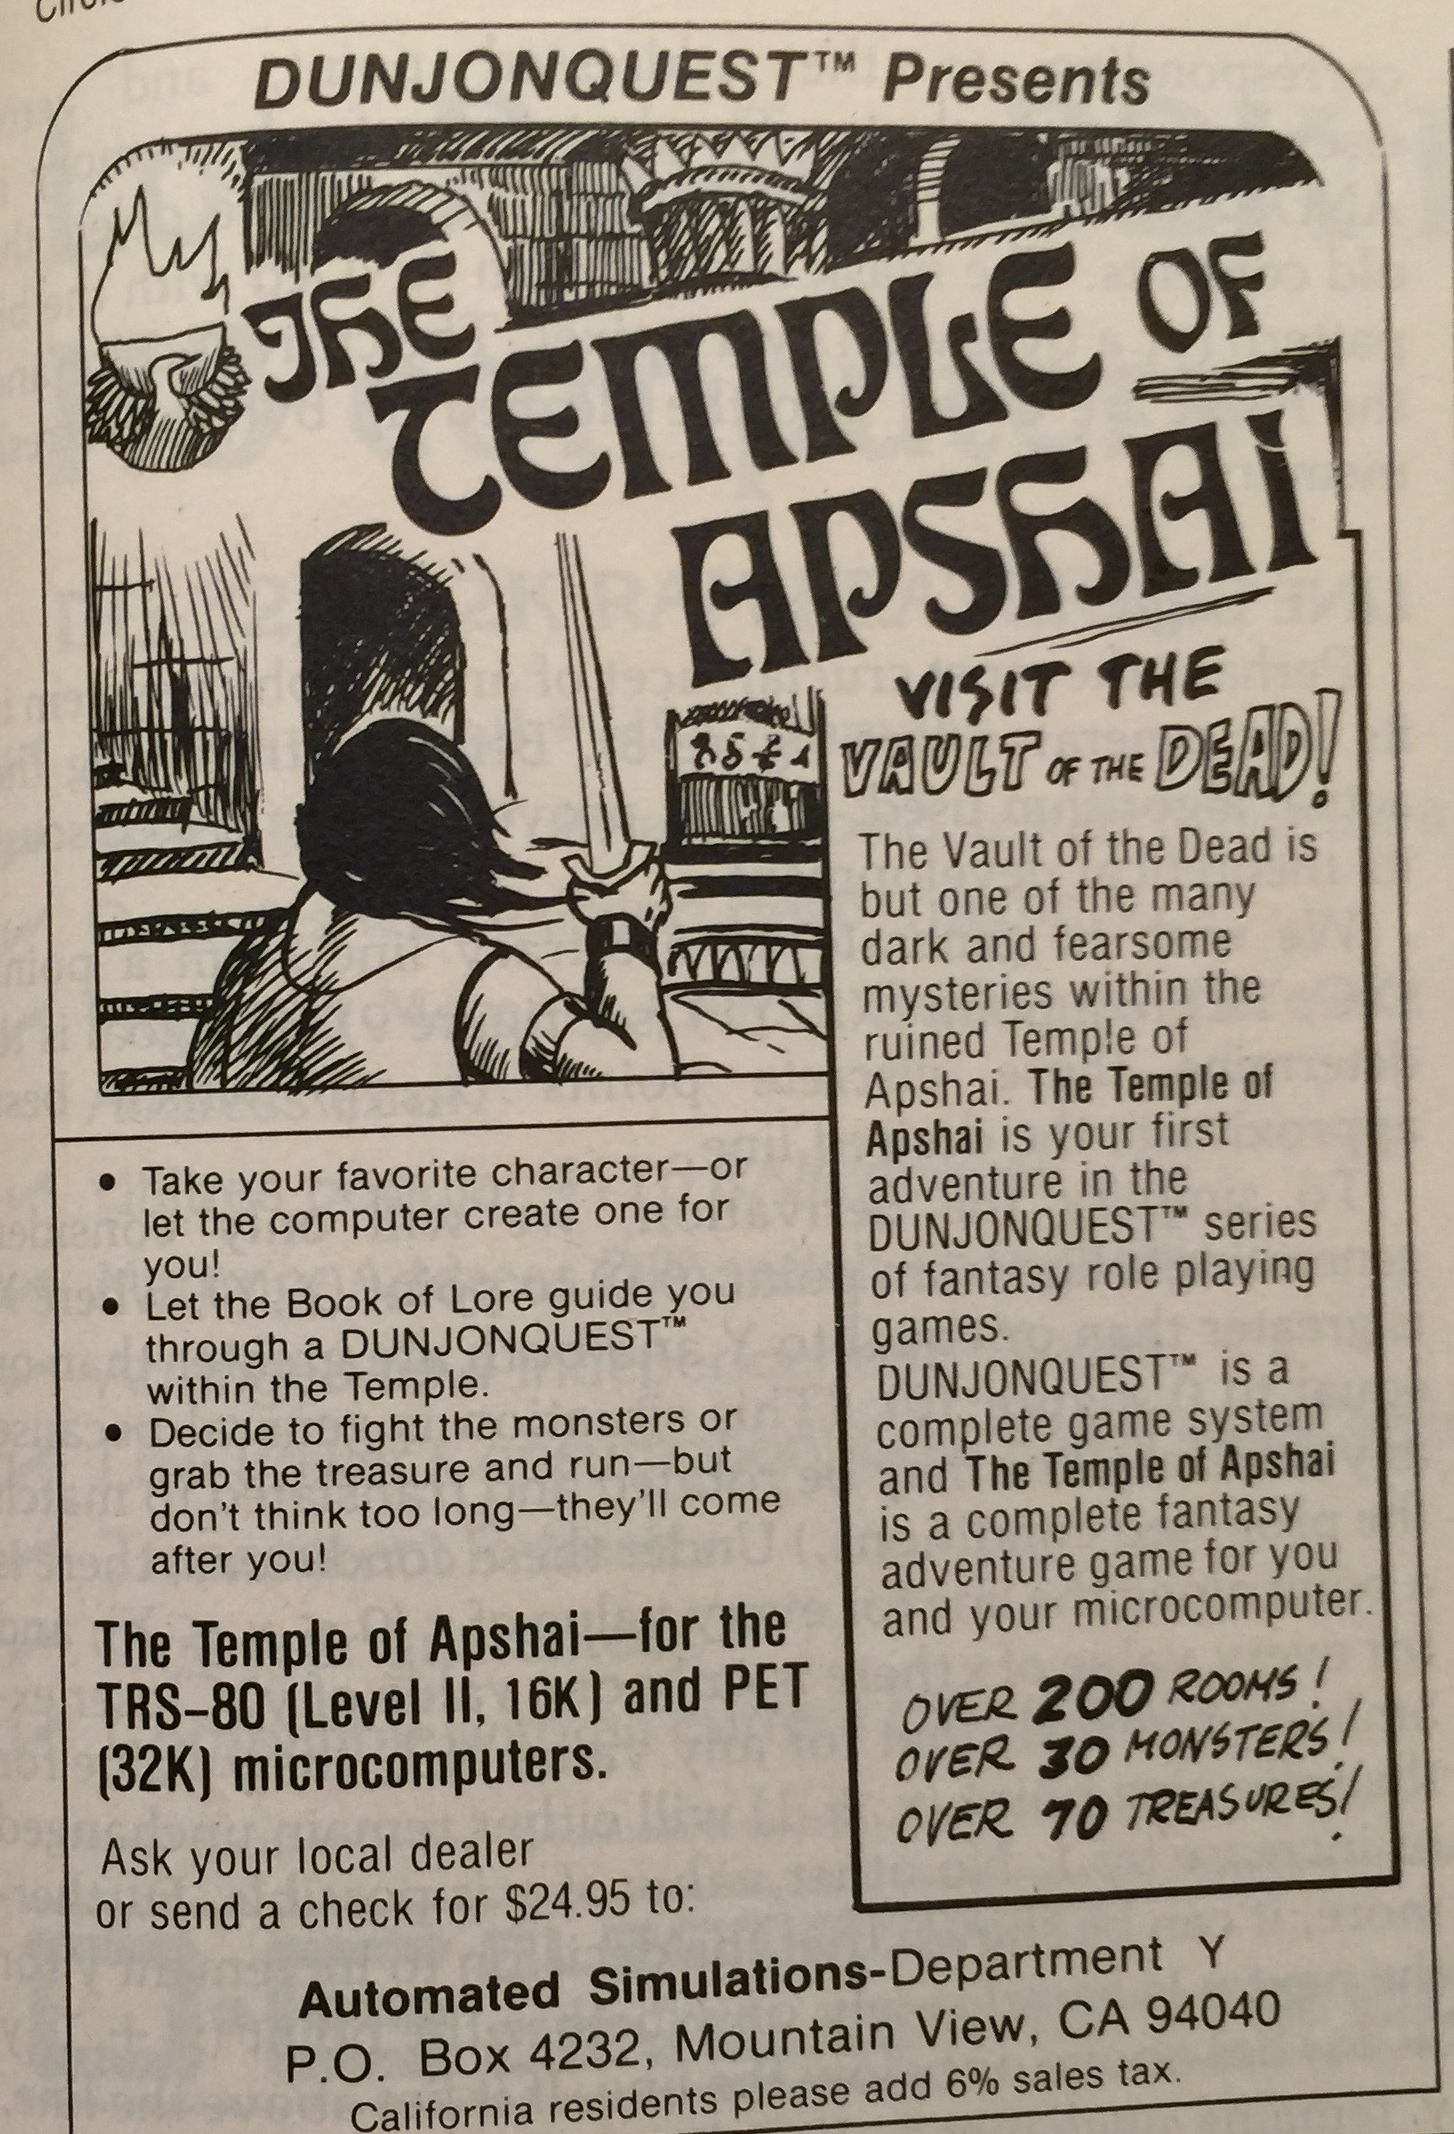 DUNJONQUEST™ Presents
THE
TEMPLE OF
APSHAI
VISIT THE
VAULT OF THE DEAD!
The Vault of the Dead is
but one of the many
dark and fearsome
mysteries within the
ruined Temple of
Apshai. The Temple of
Apshai is your first
adventure in the
DUNJONQUEST™ series
of fantasy role playing
games.
DUNJONQUEST™ is a
complete game system
and The Temple of Apshai
is a complete fantasy
adventure game for you
and your microcomputer.
OVER 200 ROOMS!
OVER 30 MONSTERS!
OVER 70 TREASURES!
• Take your favorite character—or
let the computer create one for
you!
• Let the Book of Lore guide you
through a DUNJONQUEST™
within the Temple.
• Decide to fight the monsters or
grab the treasure and run—but
don't think too long—they'll come
after you!
The Temple of Apshai—for the
TRS-80 (Level II, 16K) and PET
(32K) microcomputers.
Ask your local dealer
or send a check for $24.95 to:
Automated Simulations-Department Y
P.O. Box 4232, Mountain View, CA 94040
California residents please add 6% sales tax.